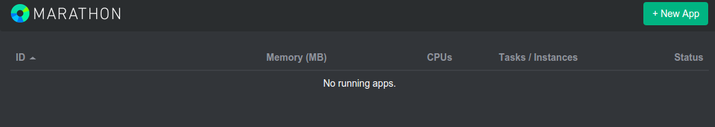 MARATHON
+ New App
ID Memory (MB) CPUs Tasks / Instances Status
No running apps.